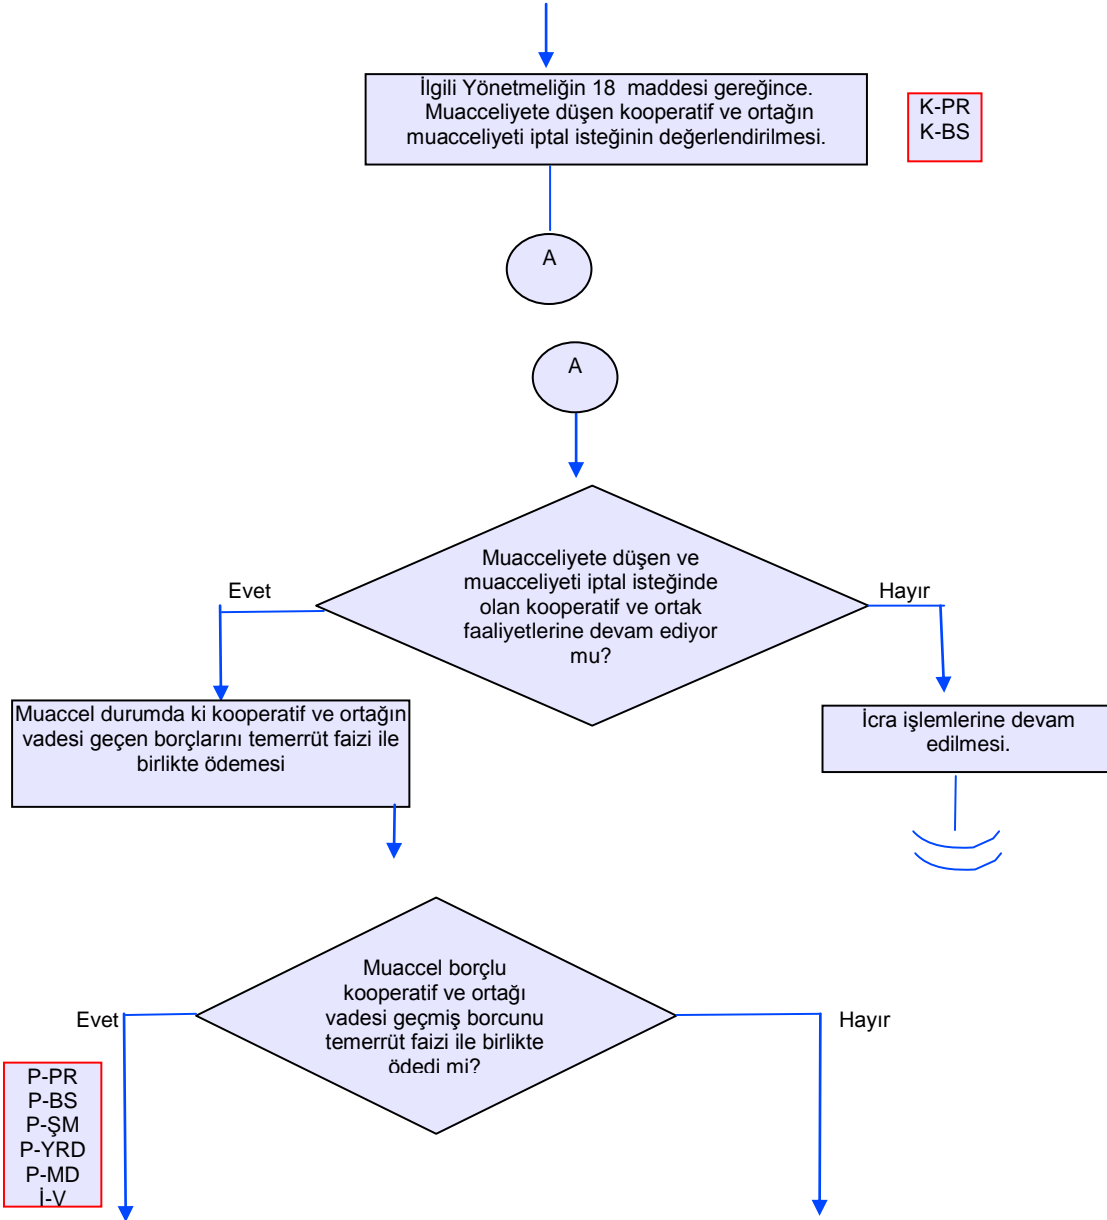 İlgili Yönetmeliğin 18 maddesi gereğince.
Muacceliyete düşen kooperatif ve ortağın
muacceliyeti iptal isteğinin değerlendirilmesi.
K-PR
K-BS
A
A
Muacceliyete düşen ve
muacceliyeti iptal isteğinde
olan kooperatif ve ortak
faaliyetlerine devam ediyor
mu?
Evet
Hayır
Muaccel durumda ki kooperatif ve ortağın
vadesi geçen borçlarını temerrüt faizi ile
birlikte ödemesi
İcra işlemlerine devam
edilmesi.
Muaccel borçlu
kooperatif ve ortağı
vadesi geçmiş borcunu
temerrüt faizi ile birlikte
ödedi mi?
Evet
Hayır
P-PR
P-BS
P-ŞM
P-YRD
P-MD
İ-V